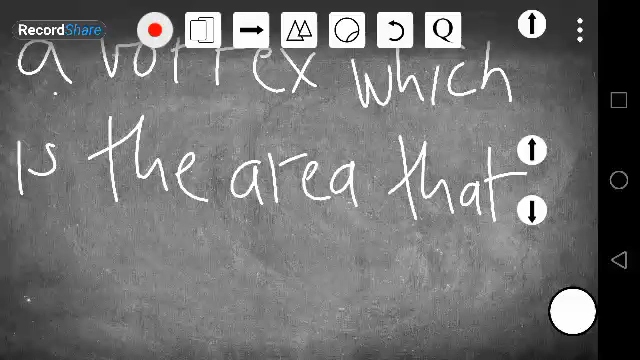 RecordShare
Q
a vortex which
is the area that